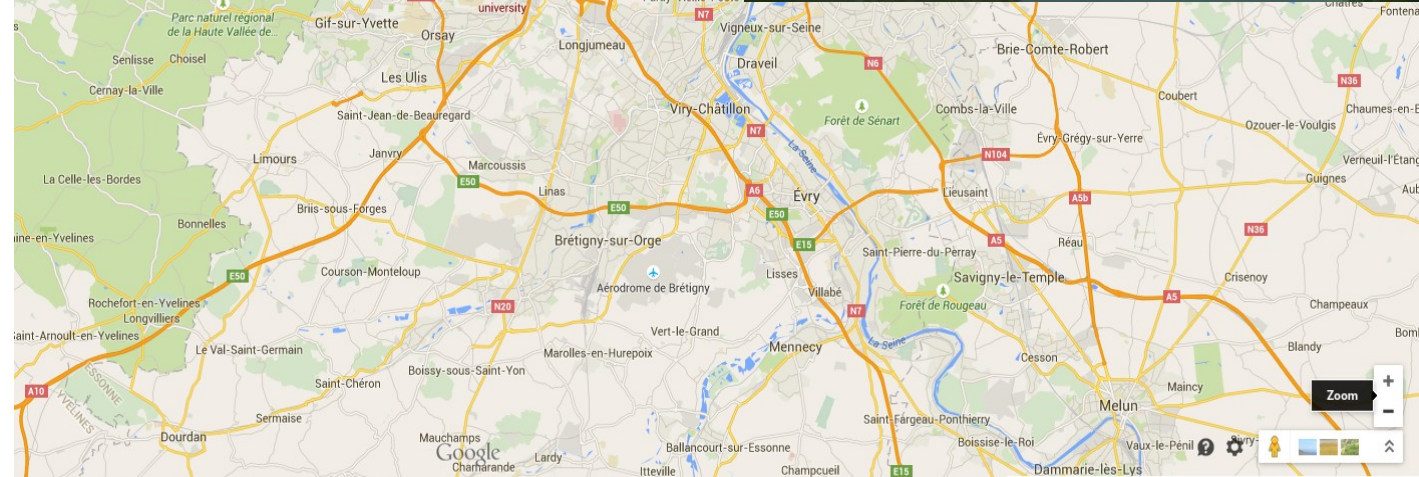 Parc naturel régional
de la Haute Vallée de...
Gif-sur-Yvette
university
N7
Vigneux-sur-Seine
Orsay
Longjumeau
Brie-Comte-Robert
Senlisse
Choisel
Draveil
N6
Les Ulis
N36
Cernay-la-Ville
Coubert
Viry-Châtillon
Combs-la-Ville
Saint-Jean-de-Beauregard
Forêt de Sénart
Ozouer-le-Voulgis
N7
Évry-Grégy-sur-Yerre
Janvry
La Seine
N104
Limours
Marcoussis
La Celle-les-Bordes
E50
Linas
A6
Évry
Lieusaint
A5b
Guignes
Briis-sous-Forges
E50
E50
Bonnelles
N36
Brétigny-sur-Orge
E15
A5
Réau
Saint-Pierre-du-Perray
E50
Courson-Monteloup
Lisses
Savigny-le-Temple
Crisenoy
Aérodrome de Brétigny
Villabé
A5
Rochefort-en-Yvelines
N20
N7
Forêt de Rougeau
Champeaux
Longvilliers
Vert-le-Grand
Saint-Arnoult-en-Yvelines
La Seine
Le Val-Saint-Germain
Marolles-en-Hurepoix
Mennecy
Blandy
Cesson
Boissy-sous-Saint-Yon
Saint-Chéron
Maincy
A10
ESSONNE
YVELINES
Zoom
+
−
Melun
Sermaise
Saint-Fargeau-Ponthierry
Dourdan
Mauchamps
Boissise-le-Roi
Vaux-le-Pénil
Google
Ballancourt-sur-Essonne
Lardy
Chamarande
Itteville
Champcueil
E15
Dammarie-lès-Lys